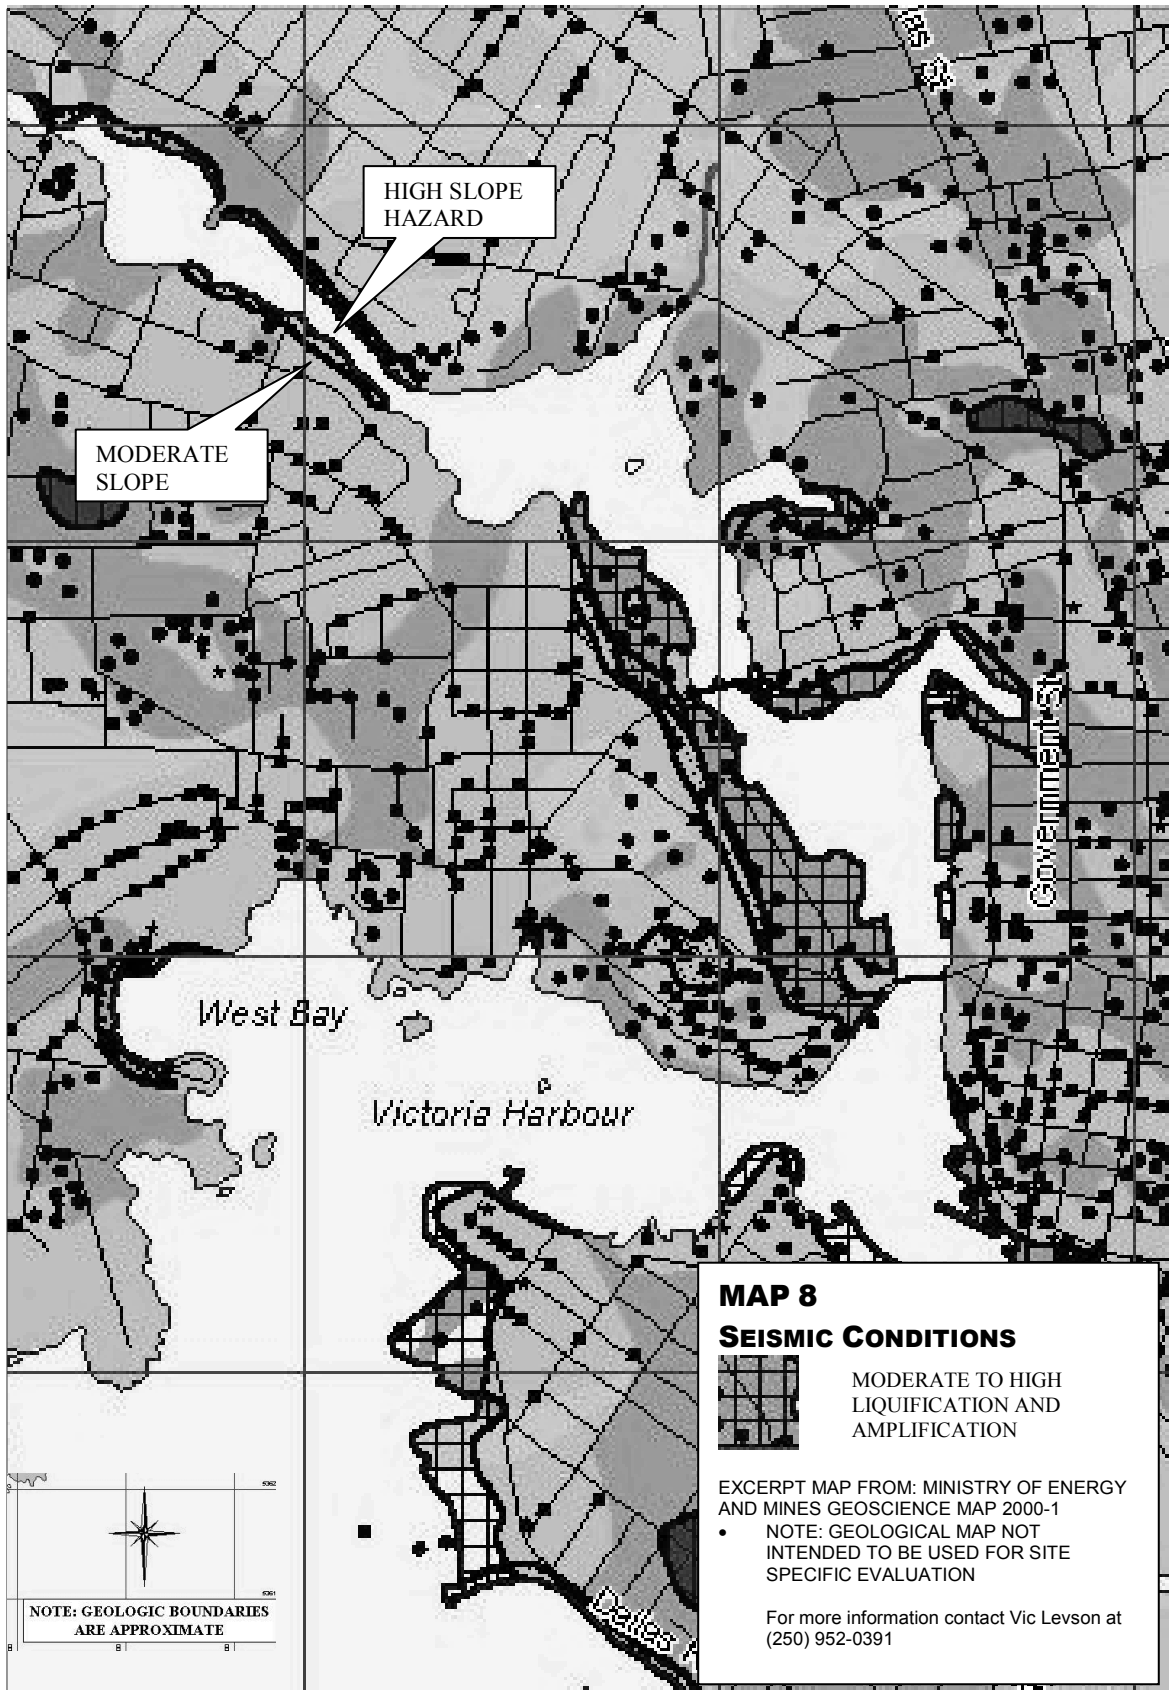 HIGH SLOPE
HAZARD
MODERATE
SLOPE
Government St
West Bay
Victoria Harbour
Dallas
MAP 8
SEISMIC CONDITIONS
MODERATE TO HIGH
LIQUIFICATION AND
AMPLIFICATION
EXCERPT MAP FROM: MINISTRY OF ENERGY
AND MINES GEOSCIENCE MAP 2000-1
• NOTE: GEOLOGICAL MAP NOT
INTENDED TO BE USED FOR SITE
SPECIFIC EVALUATION
For more information contact Vic Levson at
(250) 952-0391
5362
5361
NOTE: GEOLOGIC BOUNDARIES
ARE APPROXIMATE